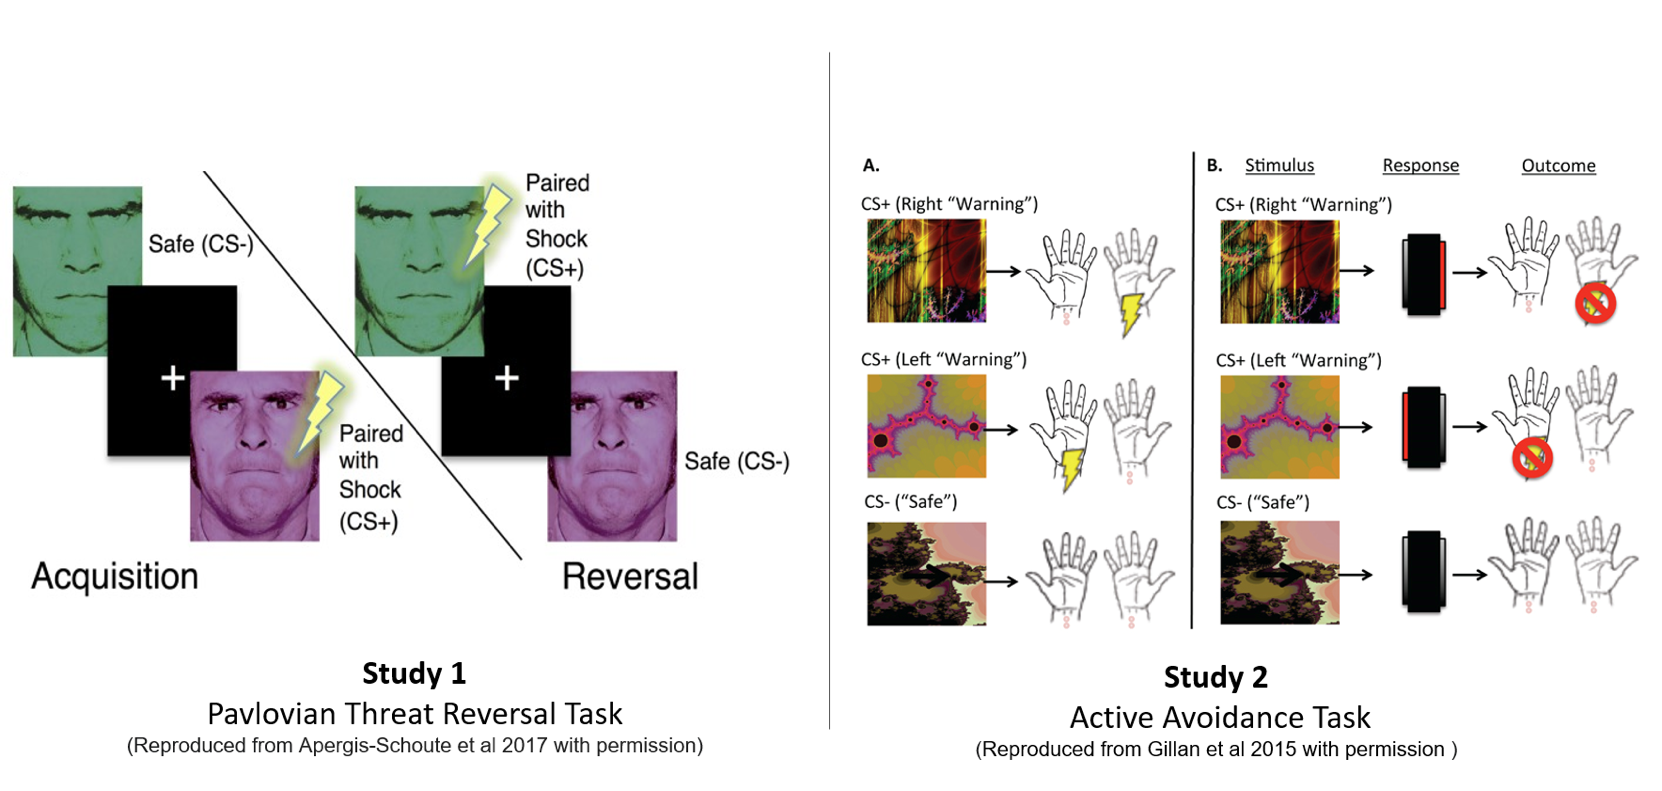 Safe (CS-)
Paired
with
Shock
(CS+)
Acquisition
Paired
with
Shock
(CS+)
Safe (CS-)
Reversal
Study 1
Pavlovian Threat Reversal Task
(Reproduced from Apergis-Schoute et al 2017 with permission)
A.
CS+ (Right “Warning”)
CS+ (Left “Warning”)
CS- (“Safe”)
B. Stimulus Response Outcome
CS+ (Right “Warning”)
CS+ (Left “Warning”)
CS- (“Safe”)
Study 2
Active Avoidance Task
(Reproduced from Gillan et al 2015 with permission )